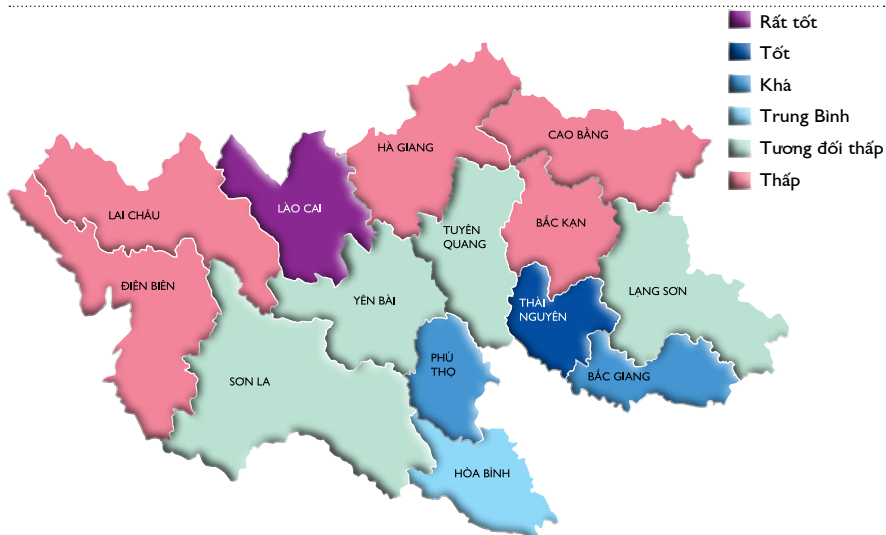 Rất tốt
Tốt
Khá
Trung Bình
Tương đối thấp
Thấp
HÀ GIANG
CAO BẰNG
LAI CHÂU
LÀO CAI
TUYÊN
QUANG
BẮC KẠN
ĐIỆN BIÊN
YÊN BÁI
THÁI
NGUYÊN
LẠNG SƠN
PHÚ
THỌ
SƠN LA
BẮC GIANG
HÒA BÌNH